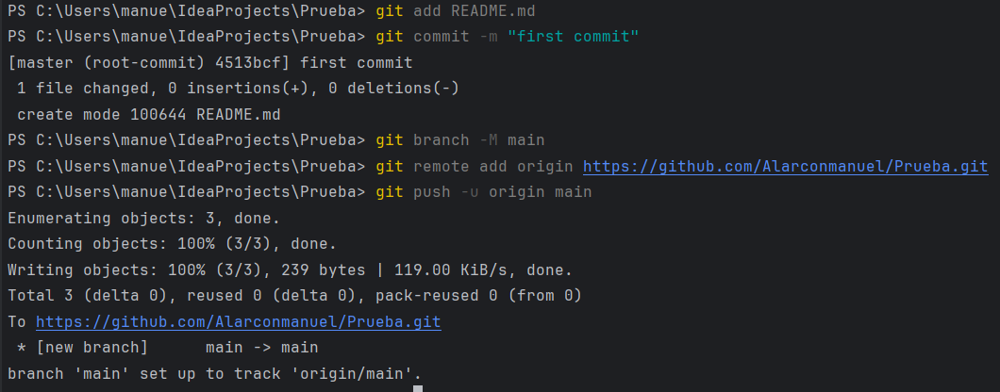 PS C:\Users\manue\IdeaProjects\Prueba> git add README.md
PS C:\Users\manue\IdeaProjects\Prueba> git commit -m "first commit"
[master (root-commit) 4513bcf] first commit
 1 file changed, 0 insertions(+), 0 deletions(-)
 create mode 100644 README.md
PS C:\Users\manue\IdeaProjects\Prueba> git branch -M main
PS C:\Users\manue\IdeaProjects\Prueba> git remote add origin https://github.com/Alarconmanuel/Prueba.git
PS C:\Users\manue\IdeaProjects\Prueba> git push -u origin main
Enumerating objects: 3, done.
Counting objects: 100% (3/3), done.
Writing objects: 100% (3/3), 239 bytes | 119.00 KiB/s, done.
Total 3 (delta 0), reused 0 (delta 0), pack-reused 0 (from 0)
To https://github.com/Alarconmanuel/Prueba.git
 * [new branch]      main -> main
branch 'main' set up to track 'origin/main'.